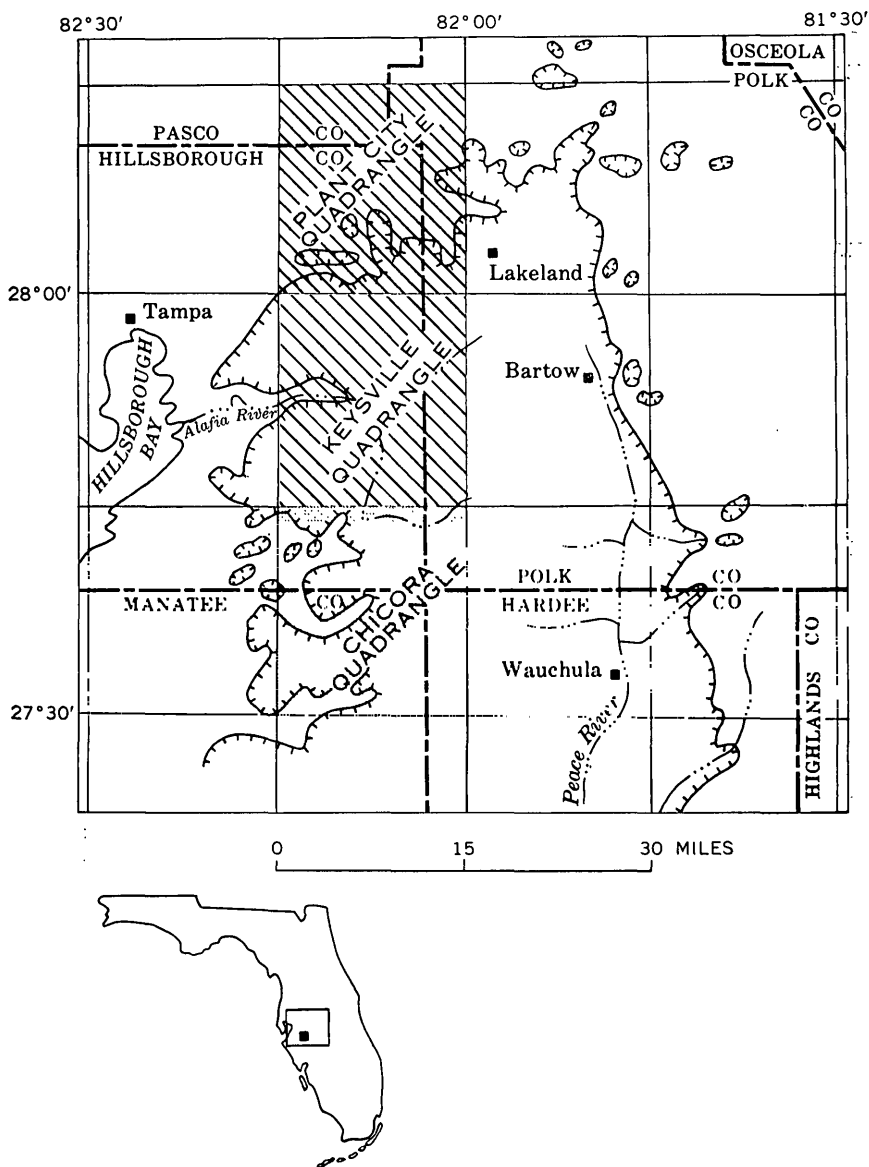 82°30' 82°00' 81°30'
OSCEOLA CO
POLK CO
PASCO CO
HILLSBOROUGH CO
PLANT CITY
QUADRANGLE
Lakeland
28°00'
Tampa
HILLSBOROUGH
BAY
Alafia River
KEYSVILLE
QUADRANGLE
Bartow
POLK CO
HARDEE CO
MANATEE CO
CHICORA
QUADRANGLE
HIGHLANDS CO
Wauchula
27°30'
Peace River
0 15 30 MILES